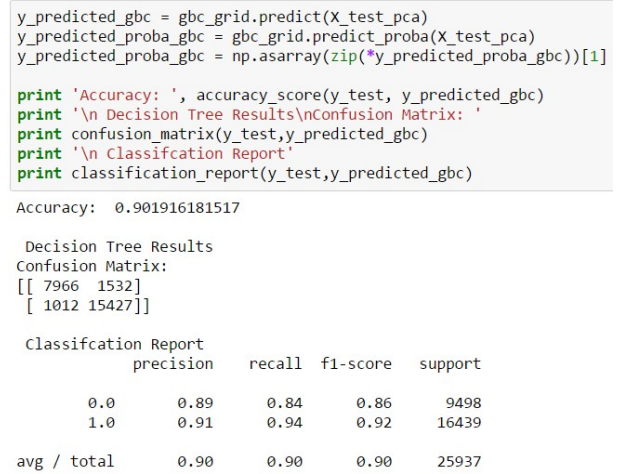 y_predicted_gbc = gbc_grid.predict(X_test_pca)
y_predicted_proba_gbc = gbc_grid.predict_proba(X_test_pca)
y_predicted_proba_gbc = np.asarray(zip(*y_predicted_proba_gbc))[1]
print 'Accuracy: ', accuracy_score(y_test, y_predicted_gbc)
print '\n Decision Tree Results\nConfusion Matrix: '
print confusion_matrix(y_test,y_predicted_gbc)
print '\n Classifcation Report'
print classification_report(y_test,y_predicted_gbc)
Accuracy:  0.901916181517
Decision Tree Results
Confusion Matrix:
[[ 7966  1532]
[ 1012 15427]]
Classifcation Report
precision    recall  f1-score   support
0.0       0.89      0.84      0.86      9498
1.0       0.91      0.94      0.92     16439
avg / total       0.90      0.90      0.90     25937